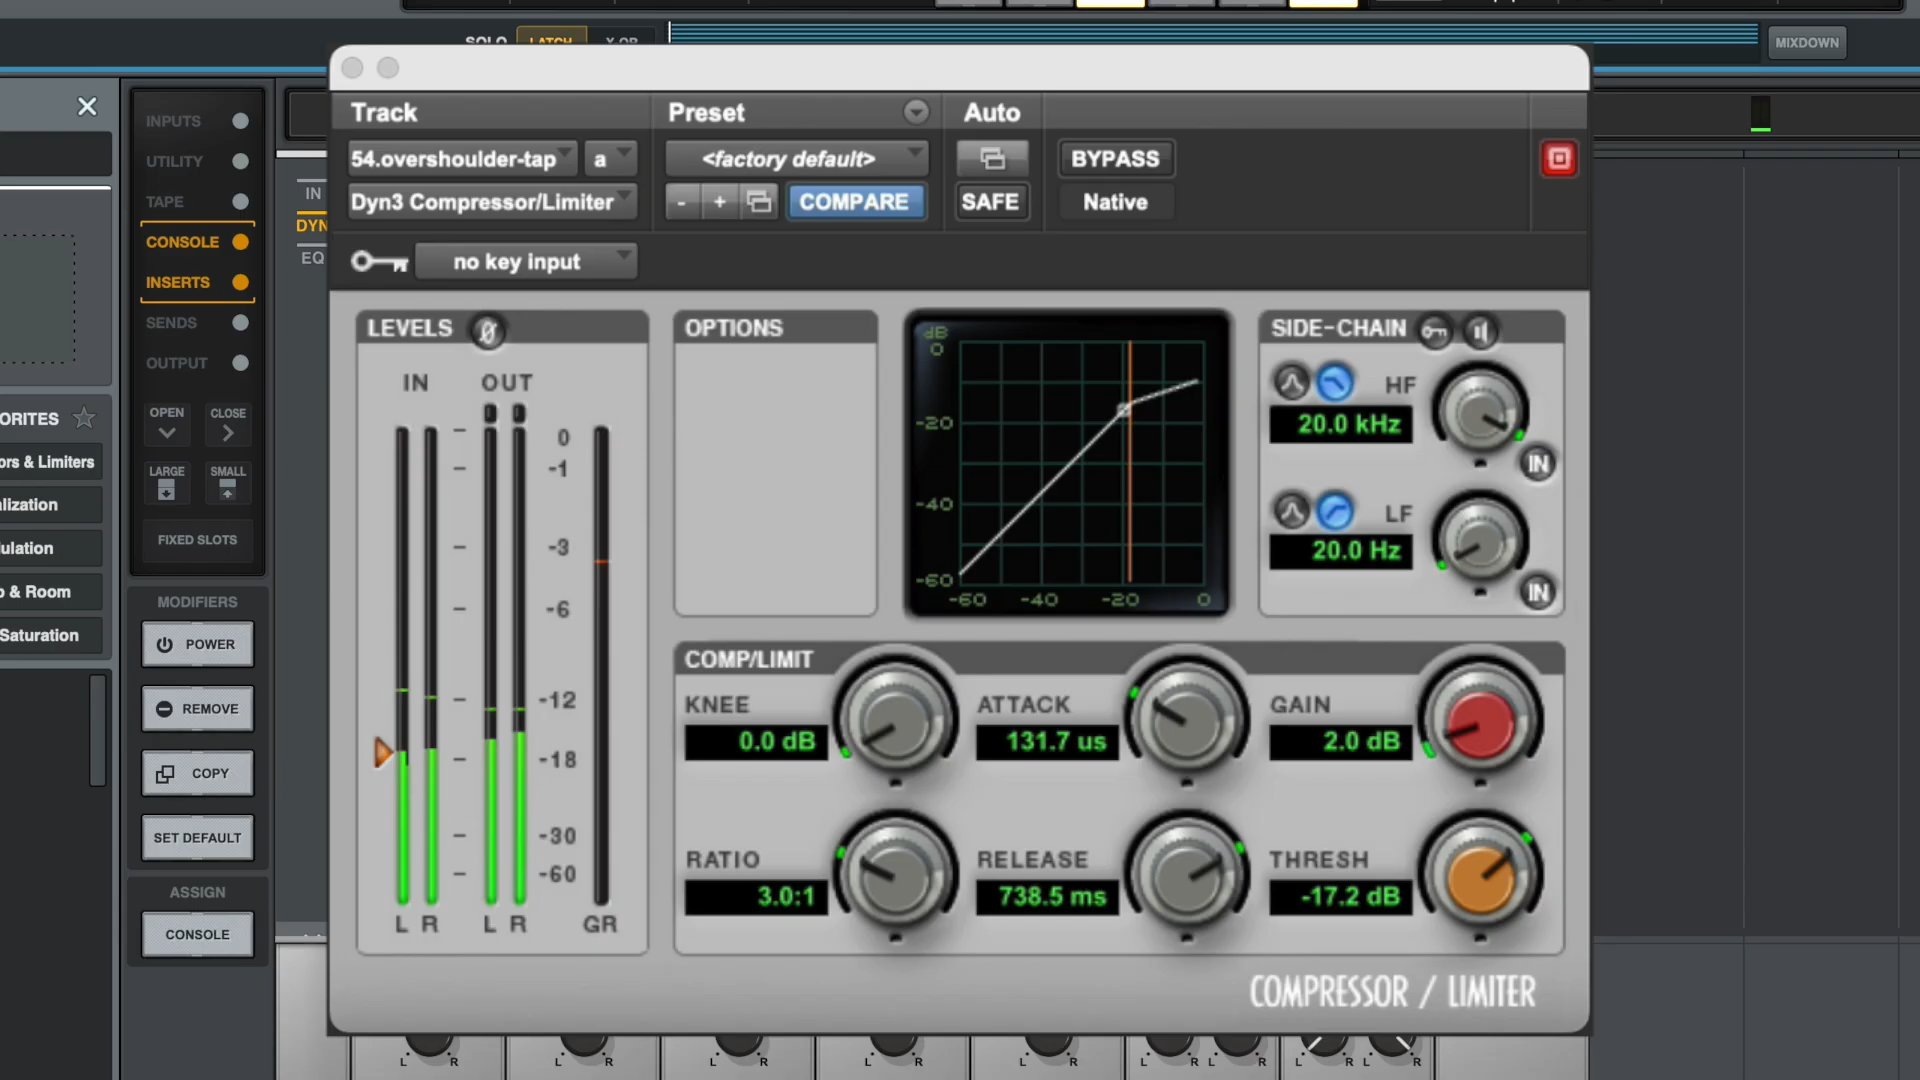 SOLO LATCH X-OR
MIXDOWN
INPUTS
UTILITY
TAPE
CONSOLE
INSERTS
SENDS
OUTPUT
OPEN CLOSE
LARGE SMALL
FIXED SLOTS
MODIFIERS
POWER
REMOVE
COPY
SET DEFAULT
ASSIGN
CONSOLE
ORITES
ors & Limiters
lization
ulation
o & Room
Saturation
IN
DYN
EQ
Track Preset Auto
54.overshoulder-tap a <factory default> BYPASS
Dyn3 Compressor/Limiter - + COMPARE SAFE Native
no key input
LEVELS Ø
IN OUT
0
-1
-3
-6
-12
-18
-30
-60
L R L R GR
OPTIONS
dB
0
-20
-40
-60
-60 -40 -20 0
SIDE-CHAIN
HF
20.0 kHz
IN
LF
20.0 Hz
IN
COMP/LIMIT
KNEE ATTACK GAIN
0.0 dB 131.7 us 2.0 dB
RATIO RELEASE THRESH
3.0:1 738.5 ms -17.2 dB
COMPRESSOR / LIMITER
L R L R L R L R L R L R L R L R L R